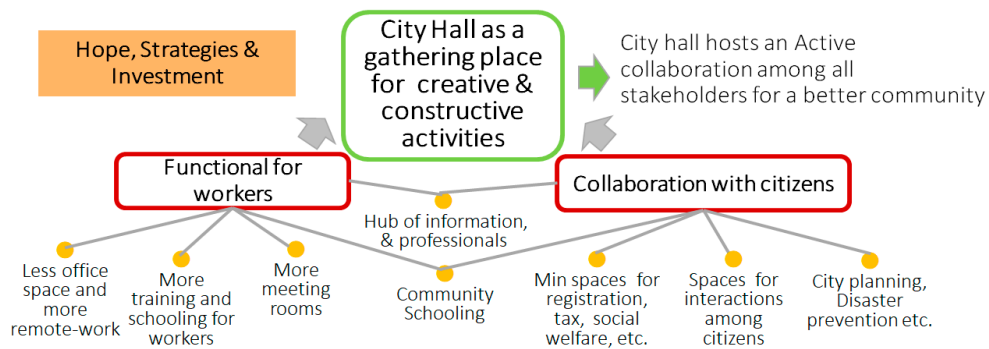 Hope, Strategies &
Investment
City Hall as a
gathering place
for creative &
constructive
activities
City hall hosts an Active
collaboration among all
stakeholders for a better community
Functional for
workers
Collaboration with citizens
Hub of information,
& professionals
Less office
space and
more
remote-work
More
training and
schooling for
workers
More
meeting
rooms
Community
Schooling
Min spaces for
registration,
tax, social
welfare, etc.
Spaces for
interactions
among
citizens
City planning,
Disaster
prevention etc.